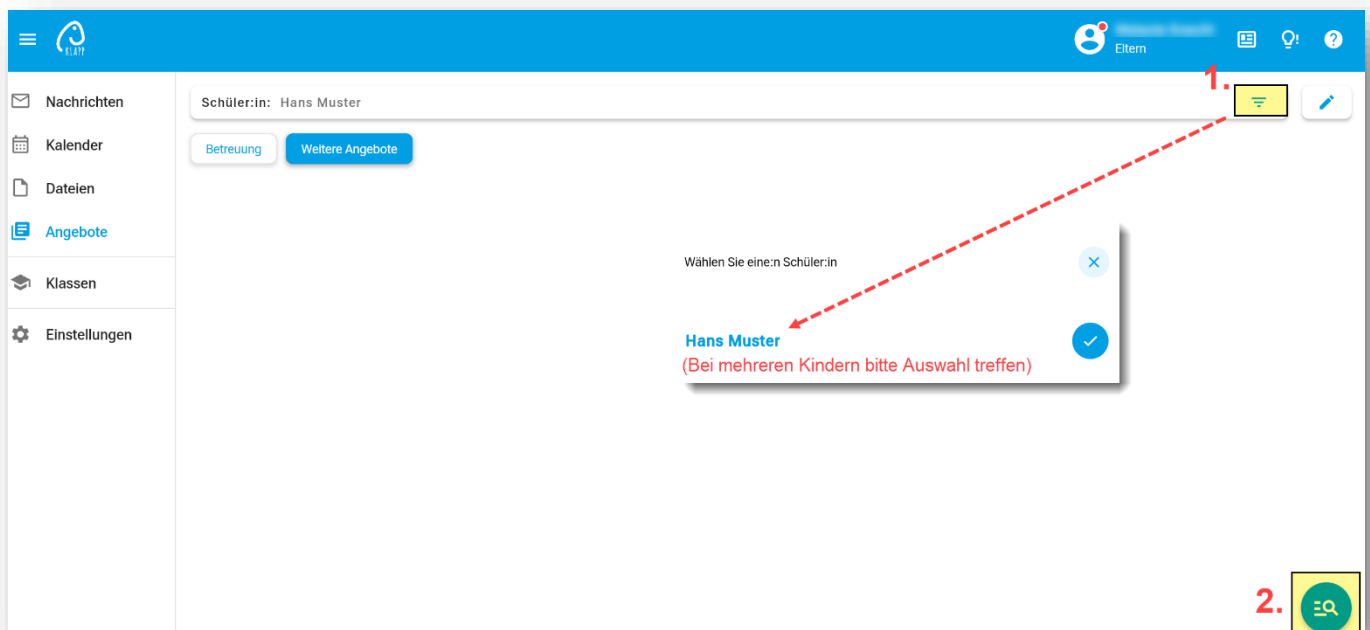 KLAPP
Eltern
1.
Nachrichten
Schüler:in: Hans Muster
Kalender
Betreuung
Weitere Angebote
Dateien
Angebote
Wählen Sie eine:n Schüler:in
Klassen
Einstellungen
Hans Muster
(Bei mehreren Kindern bitte Auswahl treffen)
2.